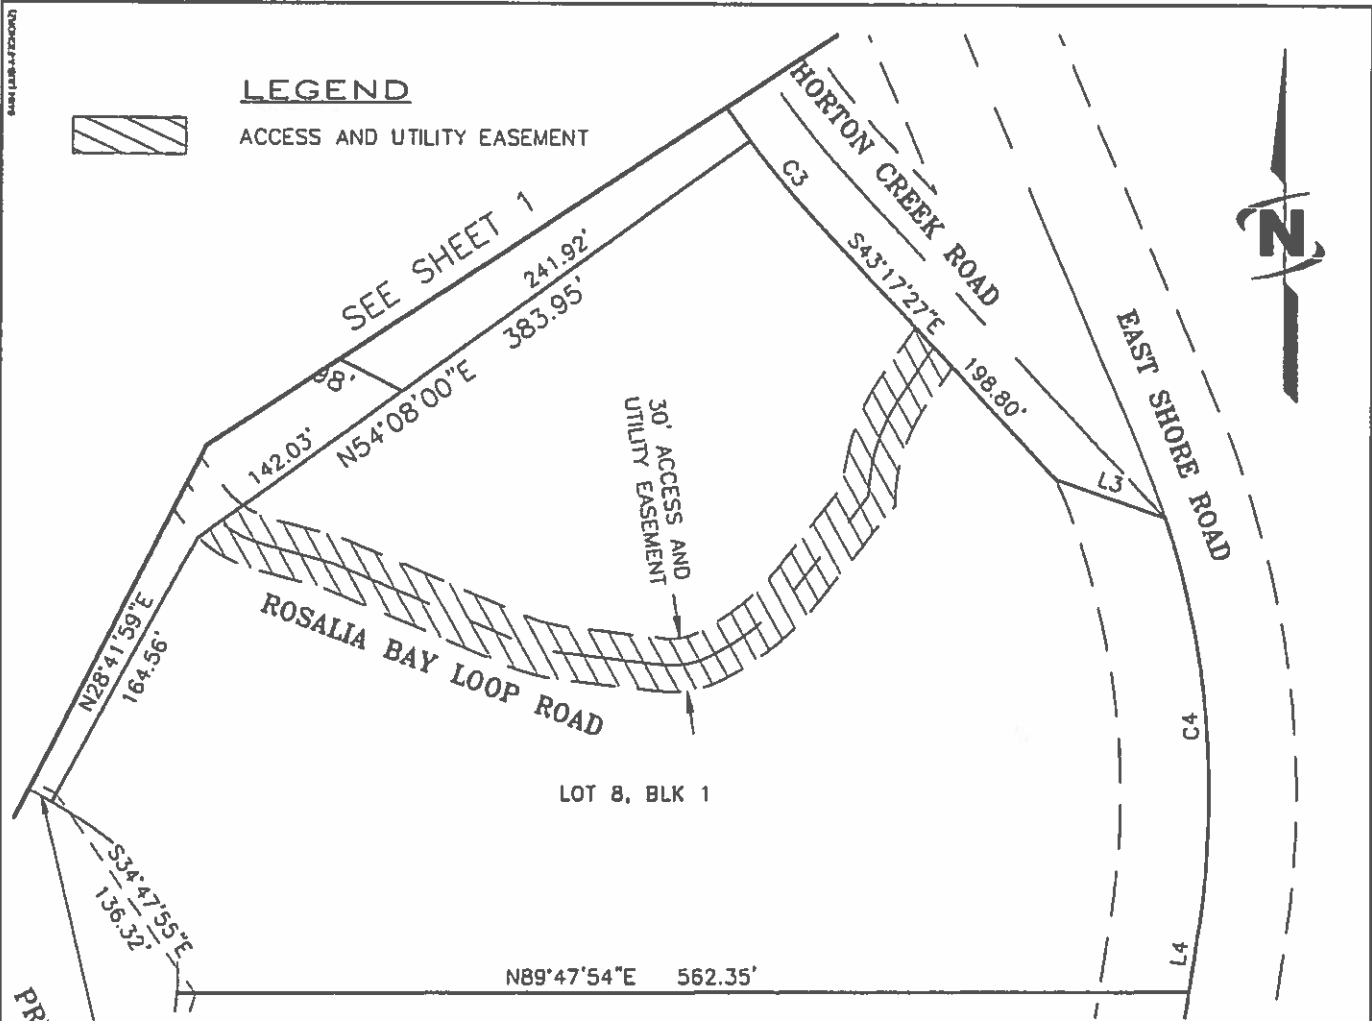 LEGEND
ACCESS AND UTILITY EASEMENT
SEE SHEET 1
HORTON CREEK ROAD
C3
241.92'
N54°08'00"E 383.95'
98.
142.03'
S43°17'27"E
198.80'
L3
EAST SHORE ROAD
N
30' ACCESS AND
UTILITY EASEMENT
ROSALIA BAY LOOP ROAD
N28°41'59"E
164.56'
LOT 8, BLK 1
C4
S34°47'55"E
136.32'
N89°47'54"E 562.35'
L4